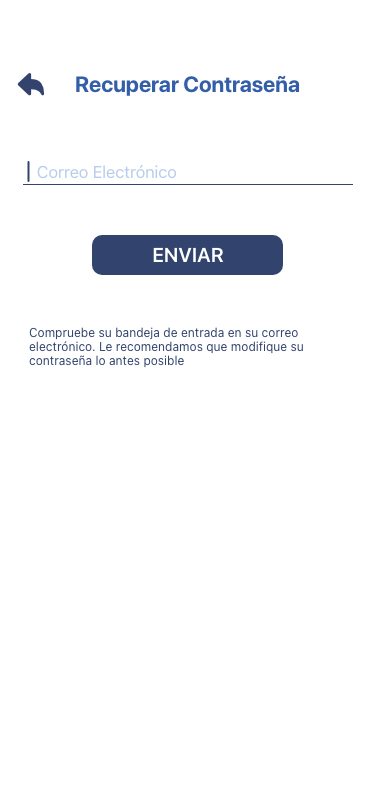 Recuperar Contraseña
Correo Electrónico
ENVIAR
Compruebe su bandeja de entrada en su correo
electrónico. Le recomendamos que modifique su
contraseña lo antes posible